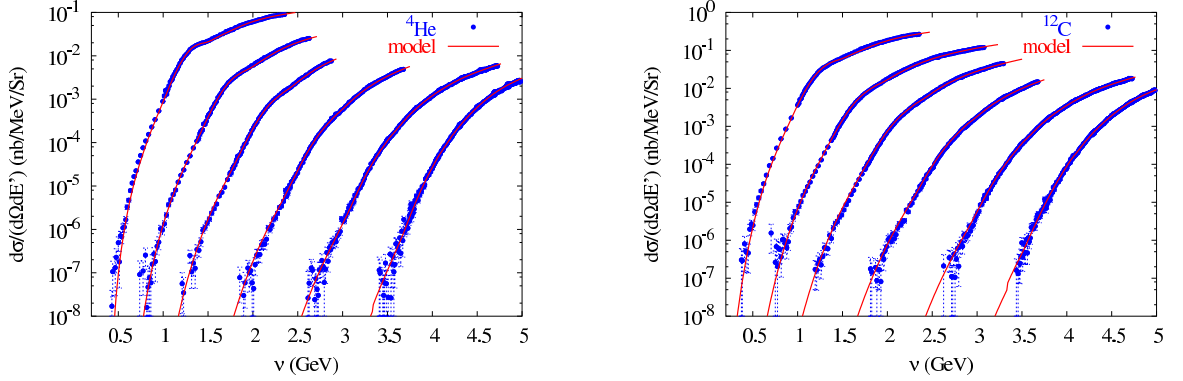 10⁻¹
10⁻²
10⁻³
10⁻⁴
10⁻⁵
10⁻⁶
10⁻⁷
10⁻⁸
dσ/(dΩdE') (nb/MeV/Sr)
⁴He
model
0.5 1 1.5 2 2.5 3 3.5 4 4.5 5
ν (GeV)
10⁰
10⁻¹
10⁻²
10⁻³
10⁻⁴
10⁻⁵
10⁻⁶
10⁻⁷
10⁻⁸
dσ/(dΩdE') (nb/MeV/Sr)
¹²C
model
0.5 1 1.5 2 2.5 3 3.5 4 4.5 5
ν (GeV)